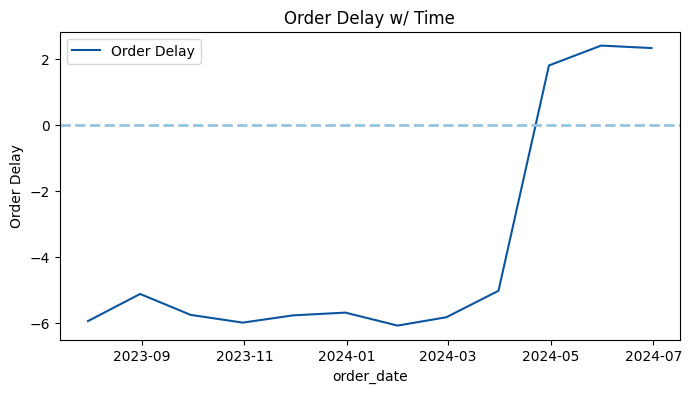 Order Delay w/ Time
Order Delay
2
0
−2
−4
−6
Order Delay
2023-09
2023-11
2024-01
2024-03
2024-05
2024-07
order_date